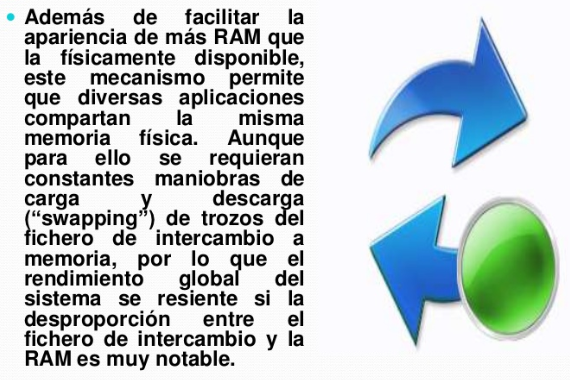 Además de facilitar la
apariencia de más RAM que
la físicamente disponible,
este mecanismo permite
que diversas aplicaciones
compartan la misma
memoria física. Aunque
para ello se requieran
constantes maniobras de
carga y descarga
(“swapping”) de trozos del
fichero de intercambio a
memoria, por lo que el
rendimiento global del
sistema se resiente si la
desproporción entre el
fichero de intercambio y la
RAM es muy notable.